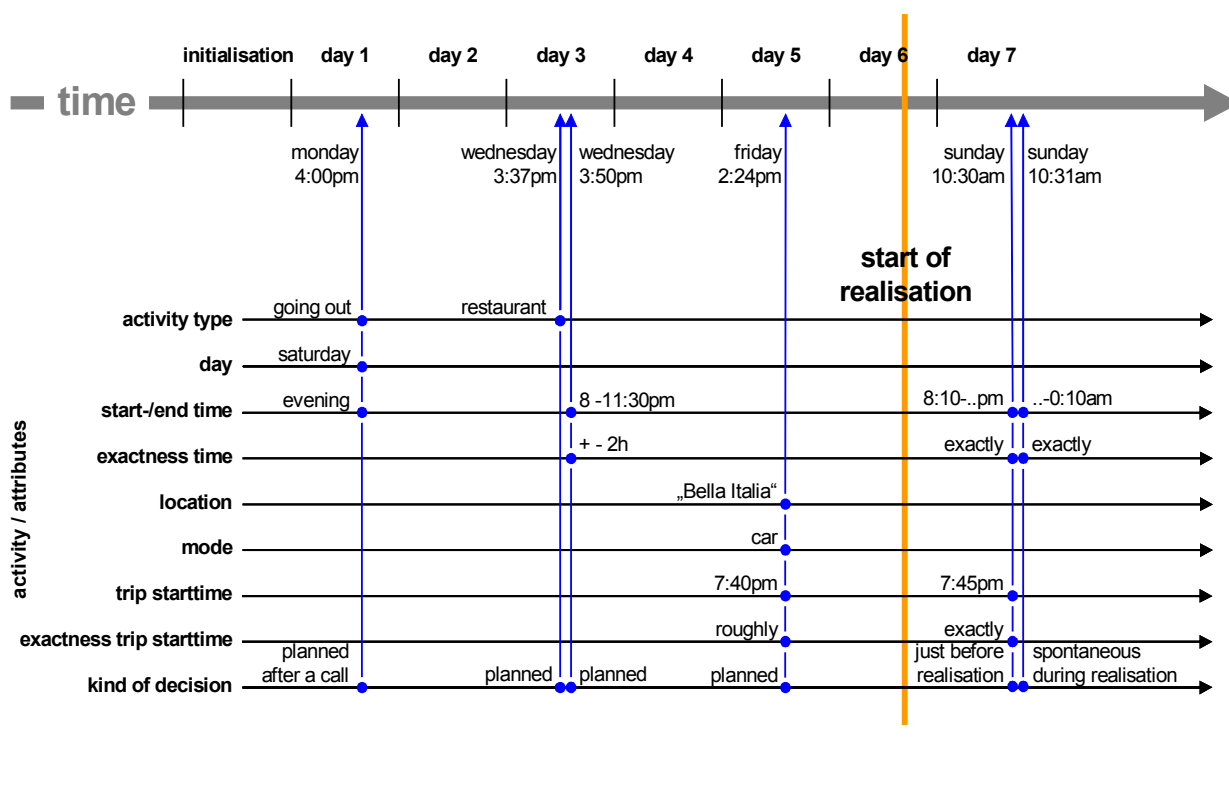 initialisation day 1 day 2 day 3 day 4 day 5 day 6 day 7
time
monday
4:00pm
wednesday
3:37pm
wednesday
3:50pm
friday
2:24pm
sunday
10:30am
sunday
10:31am
start of
realisation
activity / attributes
activity type going out restaurant
day saturday
start-/end time evening 8 -11:30pm 8:10-..pm ..-0:10am
exactness time + - 2h exactly exactly
location „Bella Italia“
mode car
trip starttime 7:40pm 7:45pm
exactness trip starttime roughly exactly
kind of decision
planned
after a call
planned
planned
planned
just before
realisation
spontaneous
during realisation